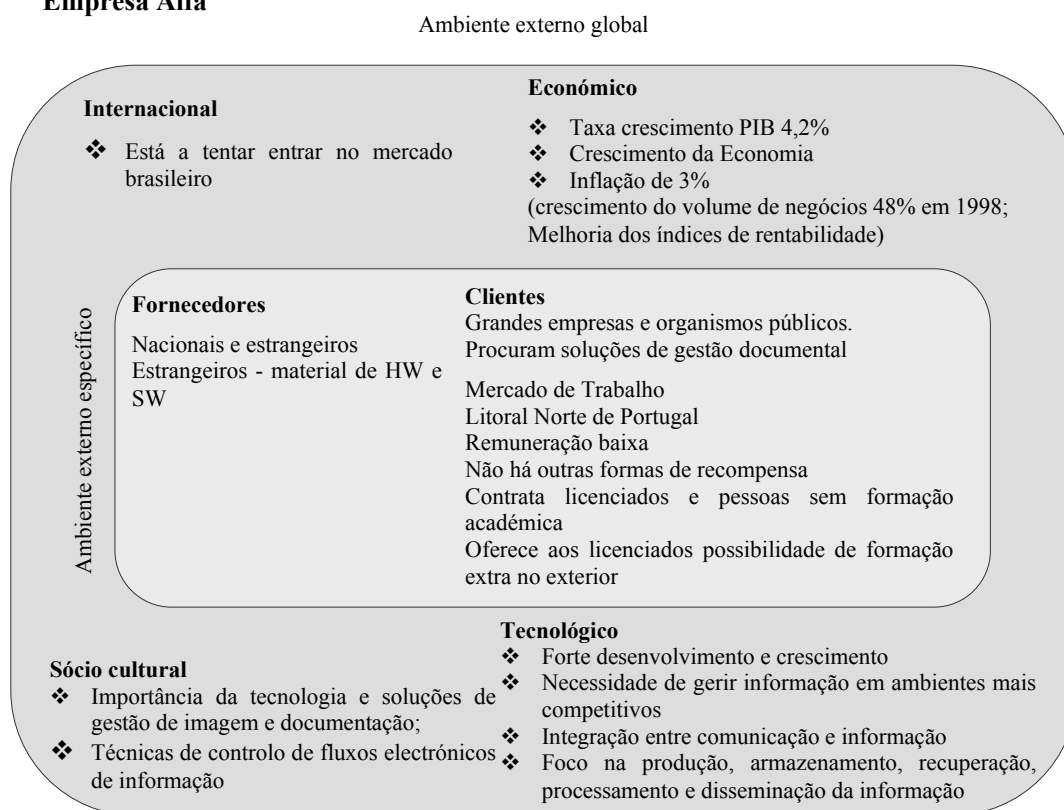 Empresa Alfa
Ambiente externo global
Internacional
❖ Está a tentar entrar no mercado
brasileiro
Económico
❖ Taxa crescimento PIB 4,2%
❖ Crescimento da Economia
❖ Inflação de 3%
(crescimento do volume de negócios 48% em 1998;
Melhoria dos índices de rentabilidade)
Ambiente externo específico
Fornecedores
Nacionais e estrangeiros
Estrangeiros - material de HW e
SW
Clientes
Grandes empresas e organismos públicos.
Procuram soluções de gestão documental
Mercado de Trabalho
Litoral Norte de Portugal
Remuneração baixa
Não há outras formas de recompensa
Contrata licenciados e pessoas sem formação
académica
Oferece aos licenciados possibilidade de formação
extra no exterior
Sócio cultural
❖ Importância da tecnologia e soluções de
gestão de imagem e documentação;
❖ Técnicas de controlo de fluxos electrónicos
de informação
Tecnológico
❖ Forte desenvolvimento e crescimento
❖ Necessidade de gerir informação em ambientes mais
competitivos
❖ Integração entre comunicação e informação
❖ Foco na produção, armazenamento, recuperação,
processamento e disseminação da informação